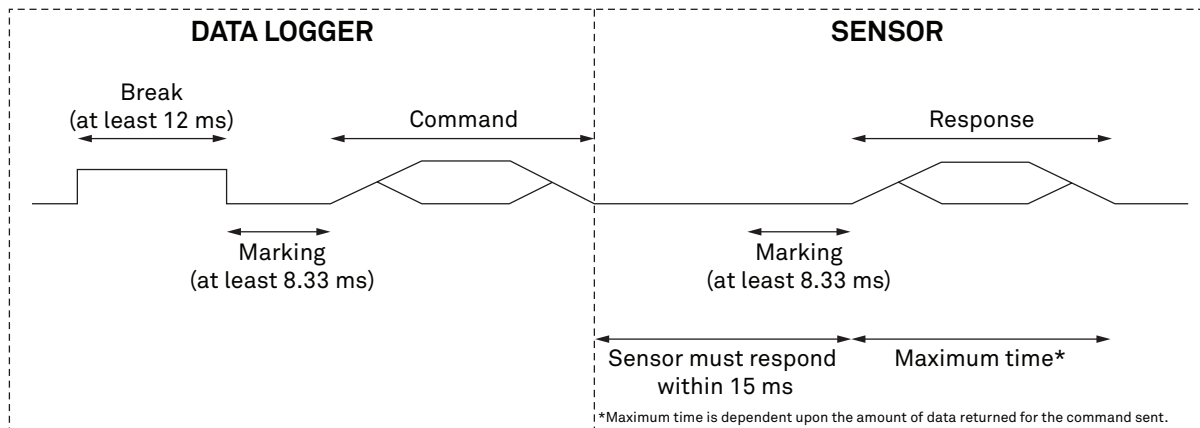 DATA LOGGER
SENSOR
Break
(at least 12 ms)
Command
Response
Marking
(at least 8.33 ms)
Marking
(at least 8.33 ms)
Sensor must respond
within 15 ms
Maximum time*
*Maximum time is dependent upon the amount of data returned for the command sent.